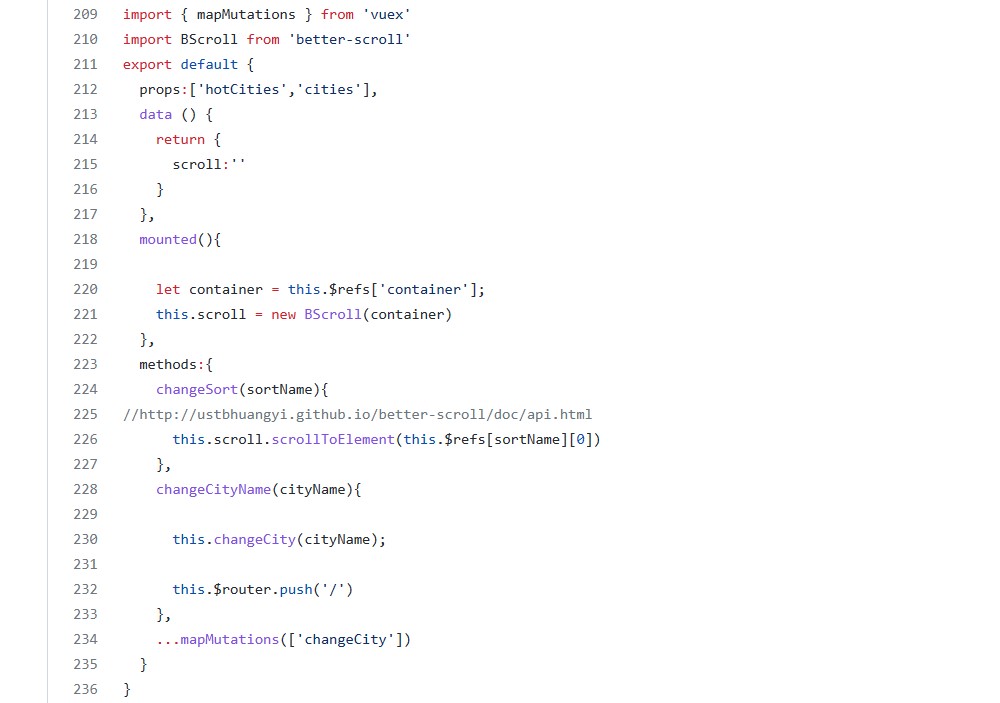 209 import { mapMutations } from 'vuex'
210 import BScroll from 'better-scroll'
211 export default {
212   props:['hotCities','cities'],
213   data () {
214     return {
215       scroll:''
216     }
217   },
218   mounted(){
219
220     let container = this.$refs['container'];
221     this.scroll = new BScroll(container)
222   },
223   methods:{
224     changeSort(sortName){
225 //http://ustbhuangyi.github.io/better-scroll/doc/api.html
226       this.scroll.scrollToElement(this.$refs[sortName][0])
227     },
228     changeCityName(cityName){
229
230       this.changeCity(cityName);
231
232       this.$router.push('/')
233     },
234     ...mapMutations(['changeCity'])
235   }
236 }